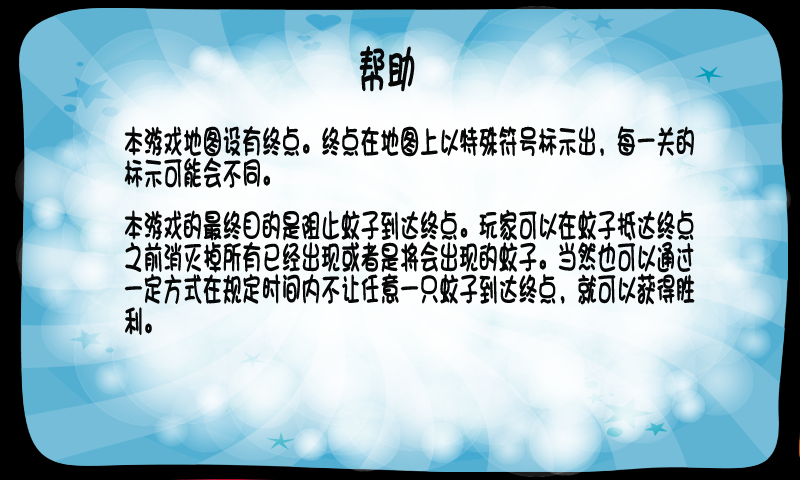 帮助
本游戏地图设有终点。终点在地图上以特殊符号标示出，每一关的
标示可能会不同。
本游戏的最终目的是阻止蚊子到达终点。玩家可以在蚊子抵达终点
之前消灭掉所有已经出现或者是将会出现的蚊子。当然也可以通过
一定方式在规定时间内不让任意一只蚊子到达终点，就可以获得胜
利。